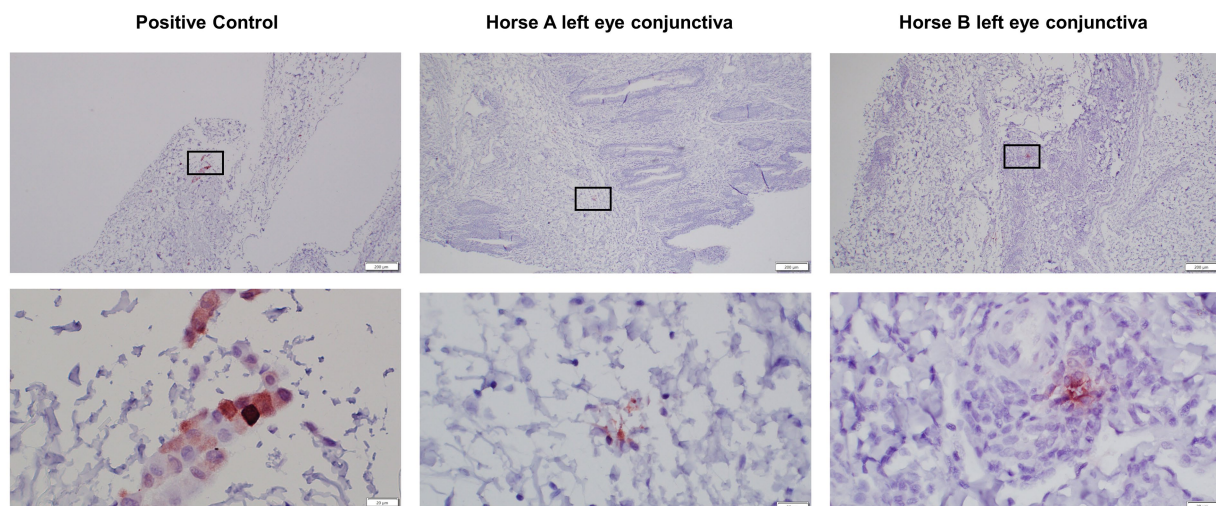 Positive Control
Horse A left eye conjunctiva
Horse B left eye conjunctiva
200 µm
200 µm
200 µm
20 µm